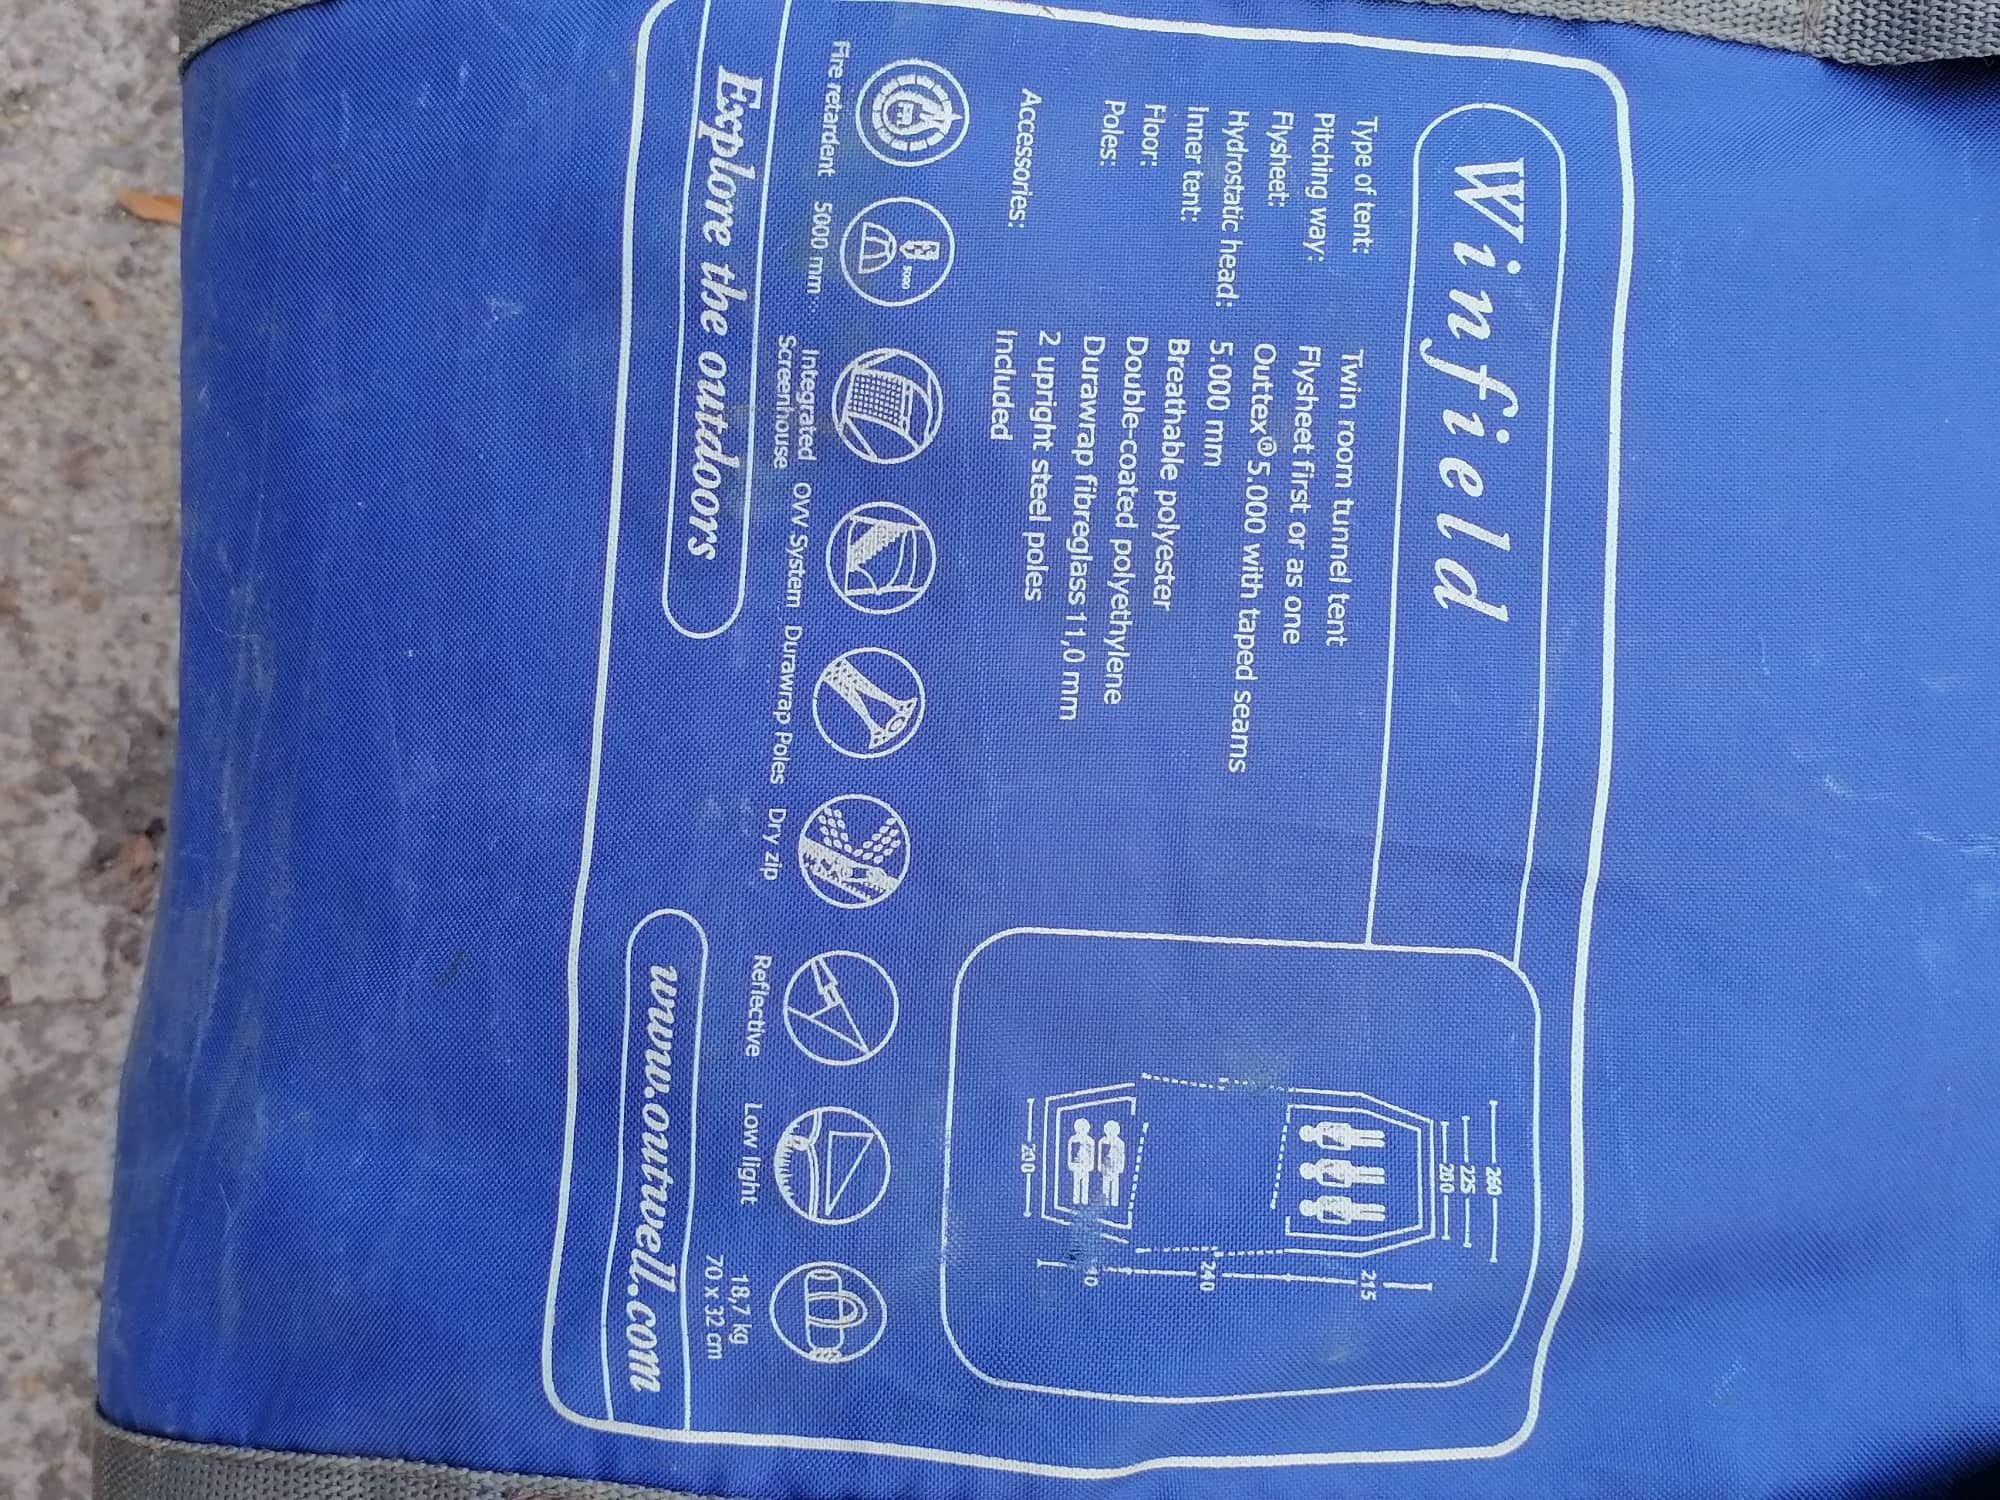 Winfield
Type of tent: Twin room tunnel tent
Pitching way: Flysheet first or as one
Flysheet: Outtex® 5.000 with taped seams
Hydrostatic head: 5.000 mm
Inner tent: Breathable polyester
Floor: Double-coated polyethylene
Poles: Durawrap fibreglass 11,0 mm
2 upright steel poles
Accessories: Included
260
225
200
215
240
200
5000
Fire retardent
5000 mm
Integrated
Screenhouse
OVV System
Durawrap Poles
Dry zip
Reflective
Low light
18,7 kg
70 x 32 cm
Explore the outdoors
www.outwell.com